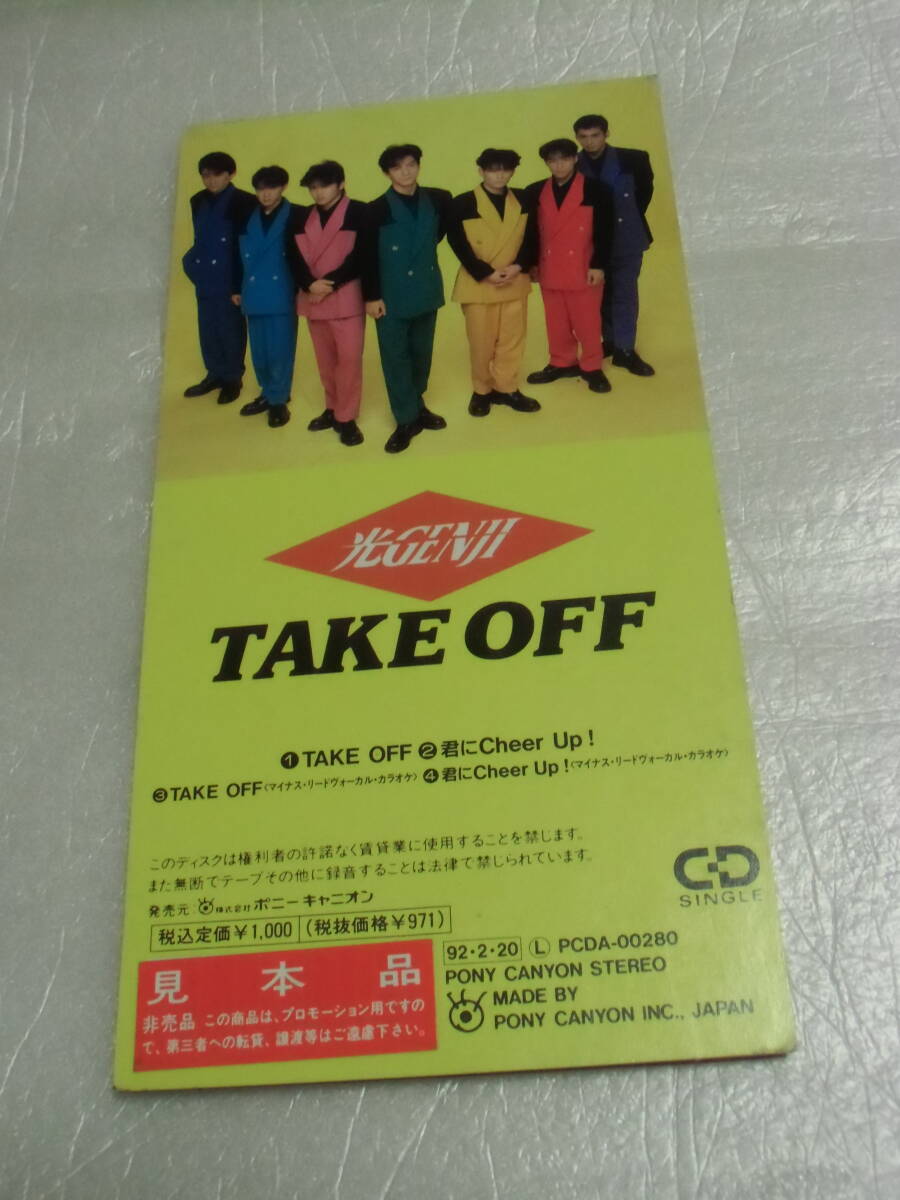 光GENJI
TAKE OFF
❶TAKE OFF ❷君にCheer Up!
❸TAKE OFF〈マイナス・リードヴォーカル・カラオケ〉 ❹君にCheer Up!〈マイナス・リードヴォーカル・カラオケ〉
このディスクは権利者の許諾なく賃貸業に使用することを禁じます。
また無断でテープその他に録音することは法律で禁じられています。
発売元:株式会社ポニーキャニオン
税込定価¥1,000 (税抜価格¥971)
CD
SINGLE
見本品
非売品 この商品は、プロモーション用ですの
で、第三者への転貸、譲渡等はご遠慮下さい。
92・2・20 Ⓛ PCDA-00280
PONY CANYON STEREO
MADE BY
PONY CANYON INC., JAPAN